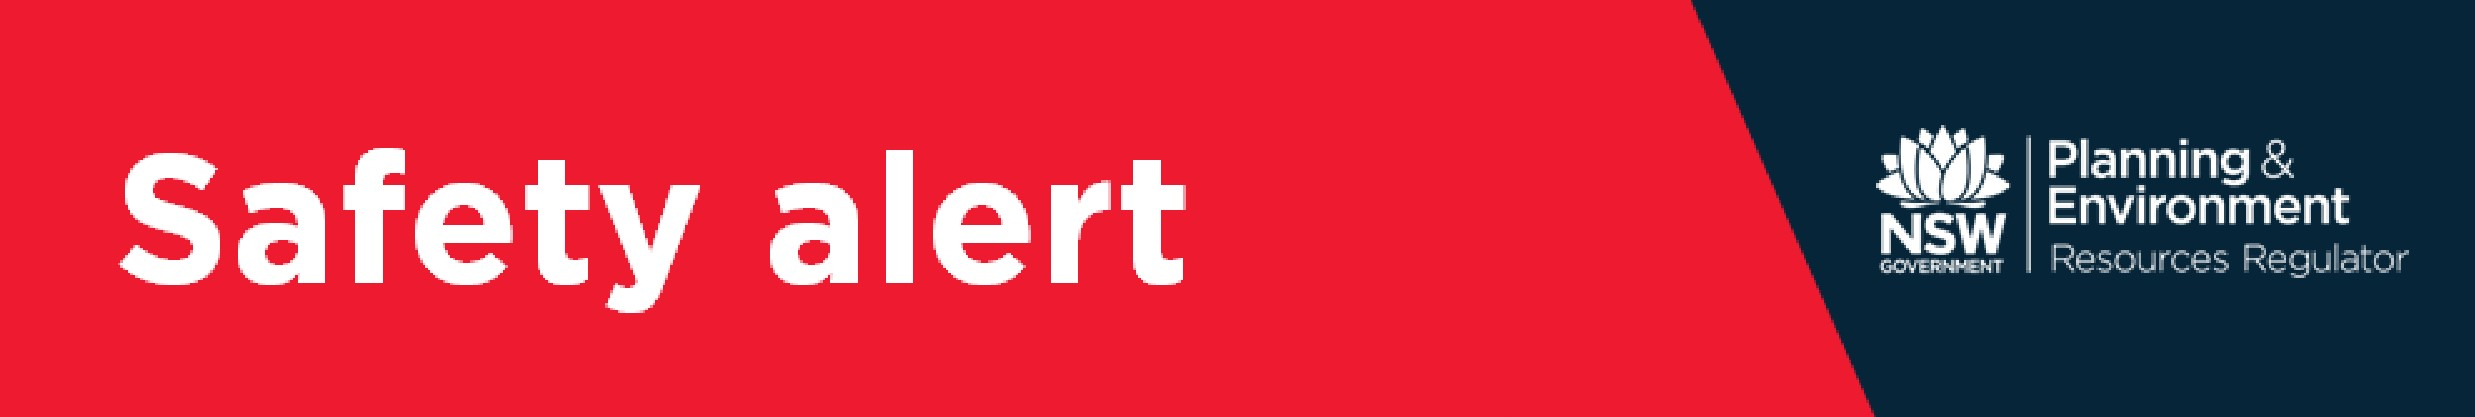 Safety alert
NSW
GOVERNMENT
Planning &
Environment
Resources Regulator